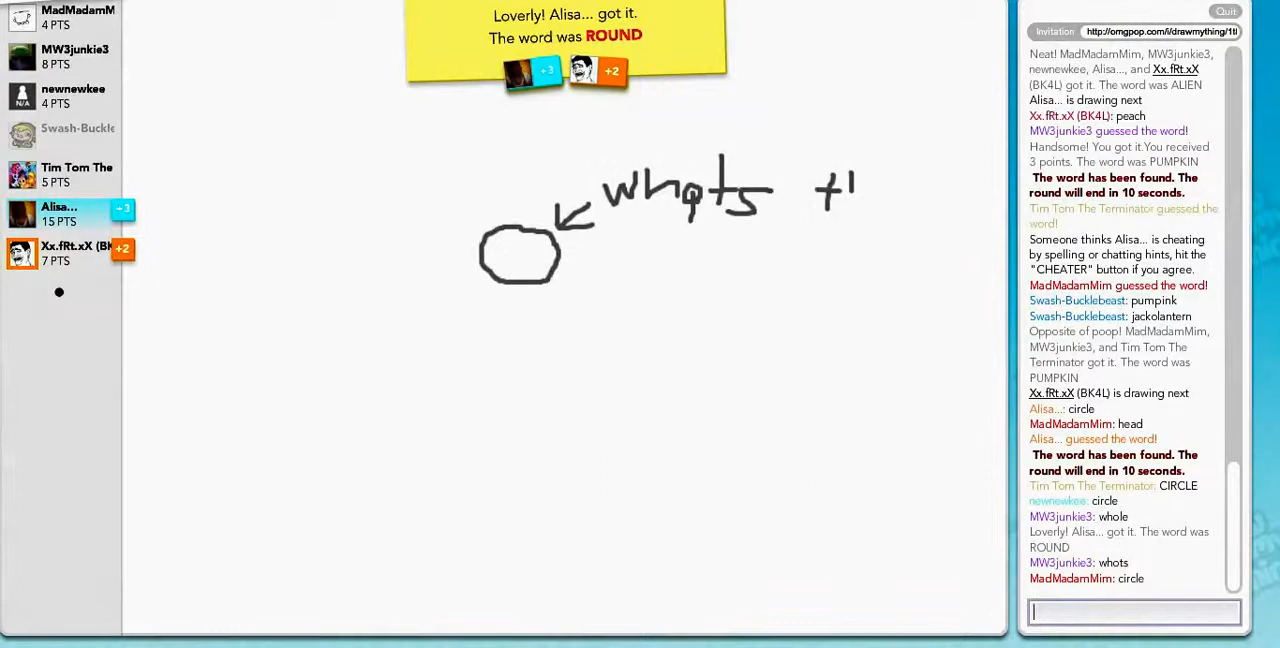 MadMadamM
4 PTS
MW3junkie3
8 PTS
newnewkee
4 PTS
N/A
Swash-Buckle
Tim Tom The
5 PTS
Alisa...
15 PTS
+3
Xx.fRt.xX (BK
7 PTS
+2
Loverly! Alisa... got it.
The word was ROUND
+3
+2
whats +1
Quit
Invitation http://omgpop.com/i/drawmything/1tl
Neat! MadMadamMim, MW3junkie3,
newnewkee, Alisa..., and Xx.fRt.xX
(BK4L) got it. The word was ALIEN
Alisa... is drawing next
Xx.fRt.xX (BK4L): peach
MW3junkie3 guessed the word!
Handsome! You got it.You received
3 points. The word was PUMPKIN
The word has been found. The
round will end in 10 seconds.
Tim Tom The Terminator guessed the
word!
Someone thinks Alisa... is cheating
by spelling or chatting hints, hit the
"CHEATER" button if you agree.
MadMadamMim guessed the word!
Swash-Bucklebeast: pumpink
Swash-Bucklebeast: jackolantern
Opposite of poop! MadMadamMim,
MW3junkie3, and Tim Tom The
Terminator got it. The word was
PUMPKIN
Xx.fRt.xX (BK4L) is drawing next
Alisa...: circle
MadMadamMim: head
Alisa... guessed the word!
The word has been found. The
round will end in 10 seconds.
Tim Tom The Terminator: CIRCLE
newnewkee: circle
MW3junkie3: whole
Loverly! Alisa... got it. The word was
ROUND
MW3junkie3: whots
MadMadamMim: circle